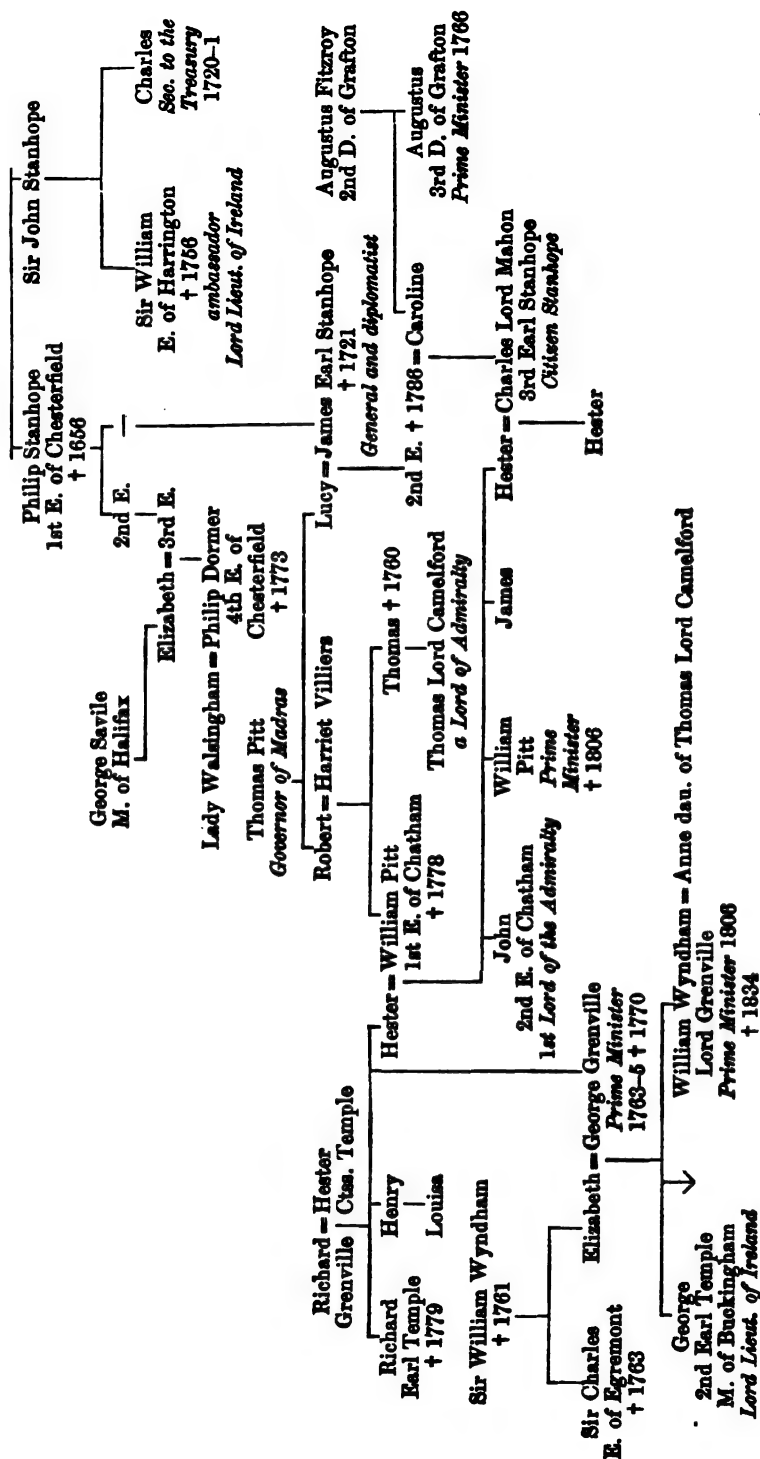 Sir John Stanhope
Charles
Sec. to the
Treasury
1720-1
Sir William
E. of Harrington
† 1756
ambassador
Lord Lieut. of Ireland
Philip Stanhope
1st E. of Chesterfield
† 1656
2nd E.
—
George Savile
M. of Halifax
Elizabeth = 3rd E.
Lady Walsingham = Philip Dormer
4th E. of
Chesterfield
† 1773
Thomas Pitt
Governor of Madras
Augustus Fitzroy
2nd D. of Grafton
Robert = Harriet Villiers
Lucy = James Earl Stanhope
† 1721
General and diplomatist
Augustus
3rd D. of Grafton
Prime Minister 1766
2nd E. † 1786 = Caroline
Richard = Hester
Grenville Ctss. Temple
Richard
Earl Temple
† 1779
Henry
Louisa
Hester = William Pitt
1st E. of Chatham
† 1778
Thomas † 1760
Thomas Lord Camelford
a Lord of Admiralty
Sir William Wyndham
† 1761
John
2nd E. of Chatham
1st Lord of the Admiralty
William
Pitt
Prime
Minister
† 1806
James
Hester = Charles Lord Mahon
3rd Earl Stanhope
Citizen Stanhope
Hester
Sir Charles
E. of Egremont
† 1763
Elizabeth = George Grenville
Prime Minister
1763-5 † 1770
George
2nd Earl Temple
M. of Buckingham
Lord Lieut. of Ireland
William Wyndham = Anne dau. of Thomas Lord Camelford
Lord Grenville
Prime Minister 1806
† 1834